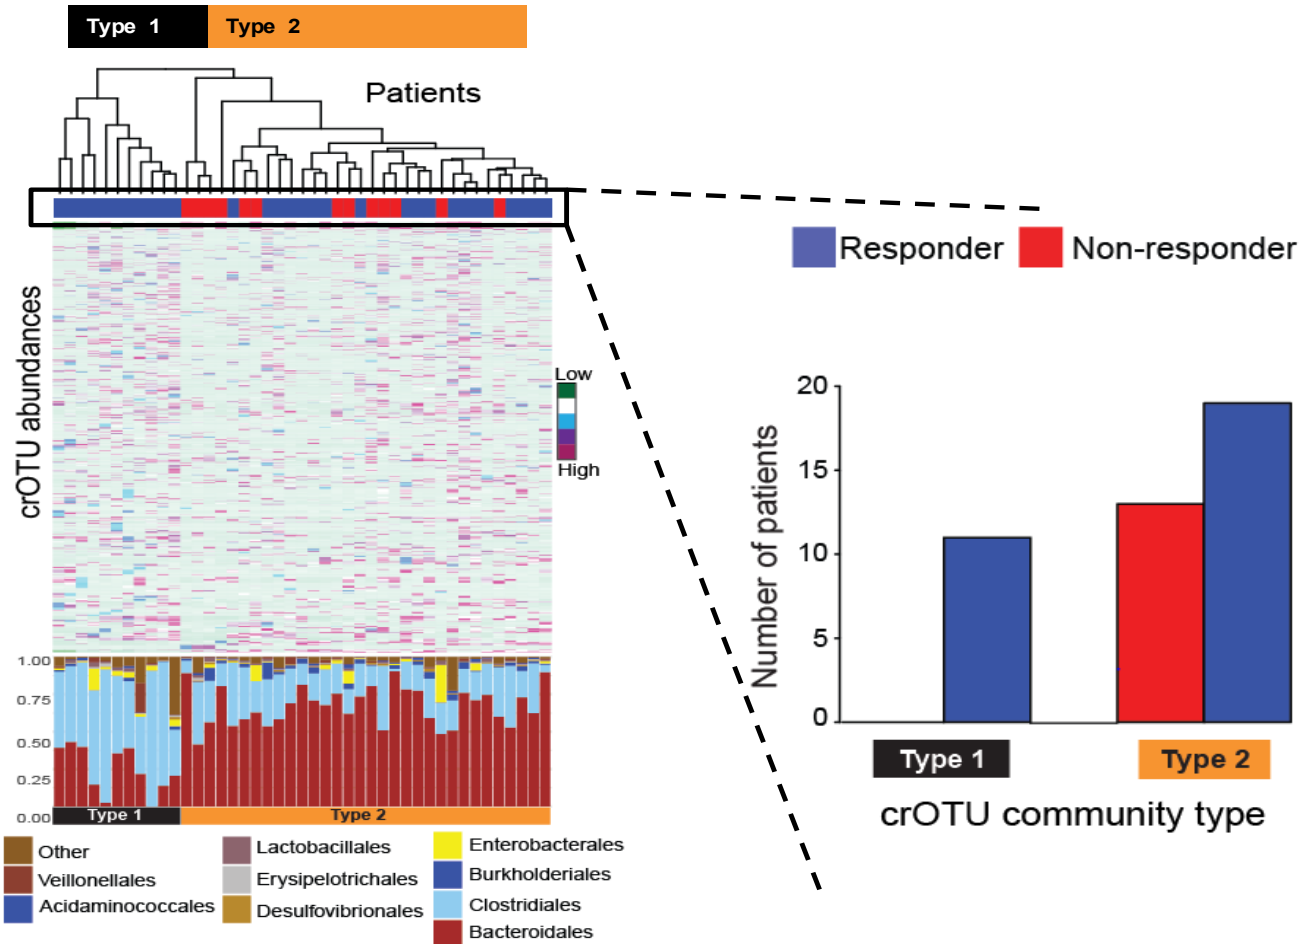 Type 1
Type 2
Patients
Responder
Non-responder
crOTU abundances
Low
High
20
15
10
5
0
Number of patients
Type 1
Type 2
crOTU community type
1.00
0.75
0.50
0.25
0.00
Type 1
Type 2
Other
Veillonellales
Acidaminococcales
Lactobacillales
Erysipelotrichales
Desulfovibrionales
Enterobacterales
Burkholderiales
Clostridiales
Bacteroidales